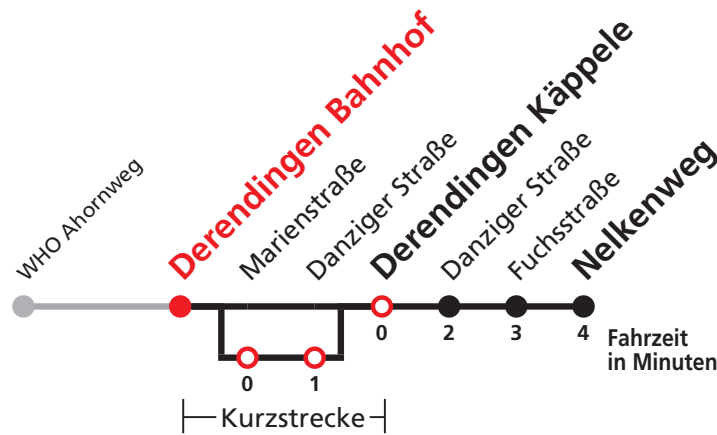 WHO Ahornweg
Derendingen Bahnhof
Marienstraße
Danziger Straße
Derendingen Käppele
Danziger Straße
Fuchsstraße
Nelkenweg
0
2
3
4
Fahrzeit
in Minuten
0
1
Kurzstrecke